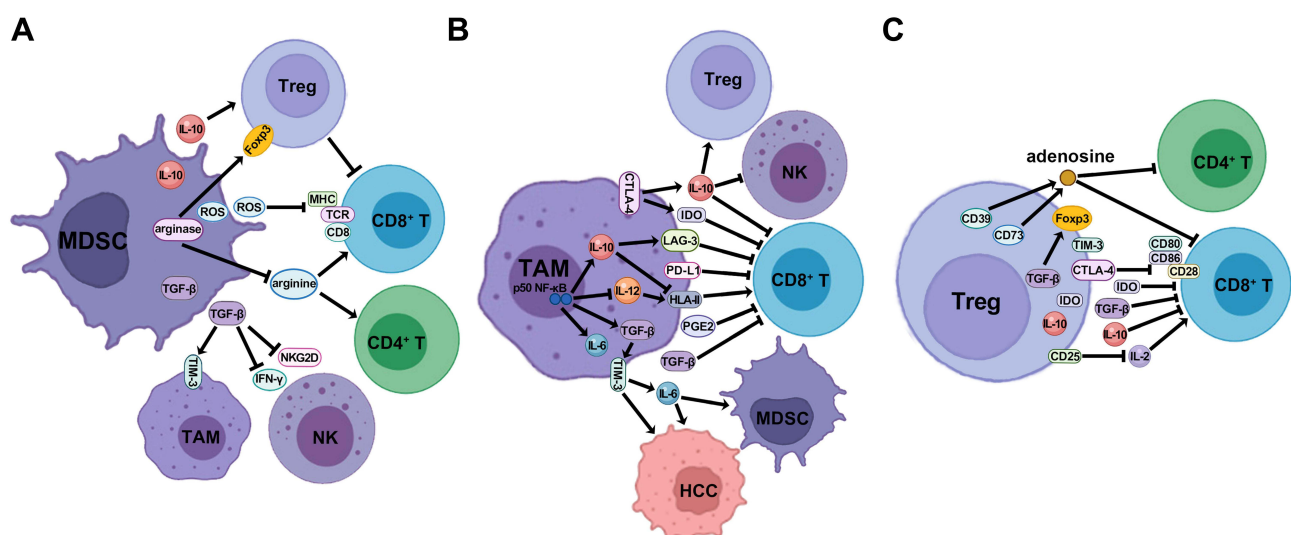 A
Treg
IL-10
Foxp3
IL-10
ROS
ROS
MHC
TCR
CD8
CD8⁺ T
MDSC
arginase
TGF-β
arginine
TGF-β
CD4⁺ T
NKG2D
IFN-γ
TIM-3
TAM
NK
B
Treg
NK
CTLA-4
IL-10
IDO
IL-10
LAG-3
PD-L1
TAM
p50 NF-κB
IL-12
HLA-II
CD8⁺ T
PGE2
TGF-β
IL-6
TGF-β
TIM-3
IL-6
MDSC
HCC
C
adenosine
CD4⁺ T
CD39
CD73
Foxp3
TIM-3
CD80
CD86
CTLA-4
CD28
TGF-β
IDO
CD8⁺ T
Treg
IDO
TGF-β
IL-10
IL-10
CD25
IL-2